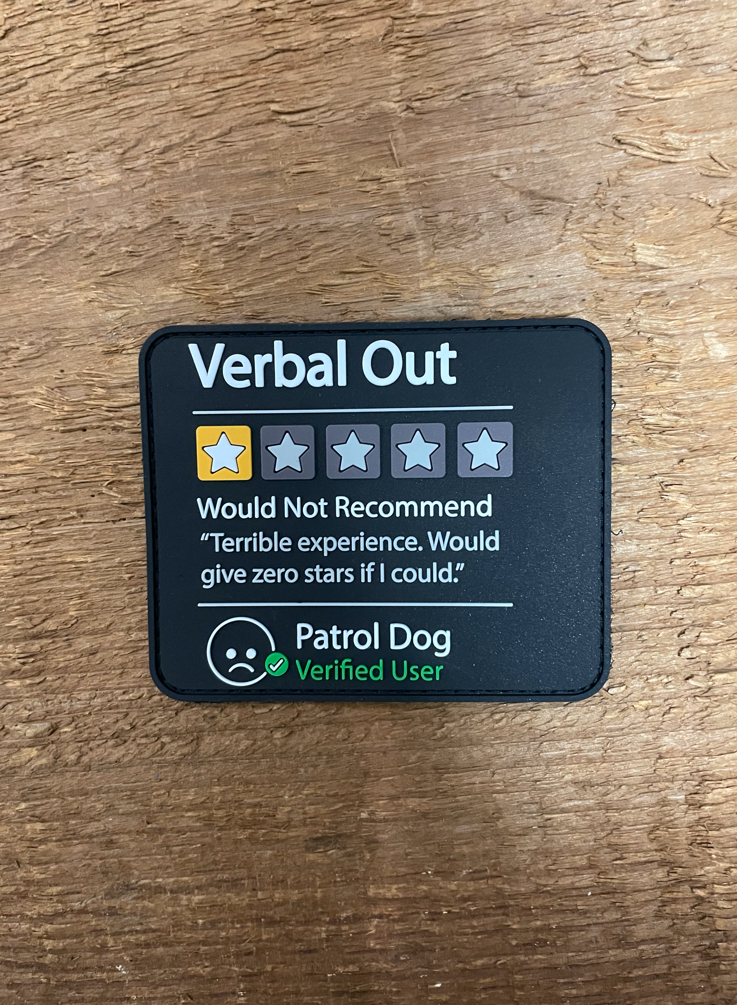 Verbal Out
Would Not Recommend
“Terrible experience. Would
give zero stars if I could.”
Patrol Dog
Verified User